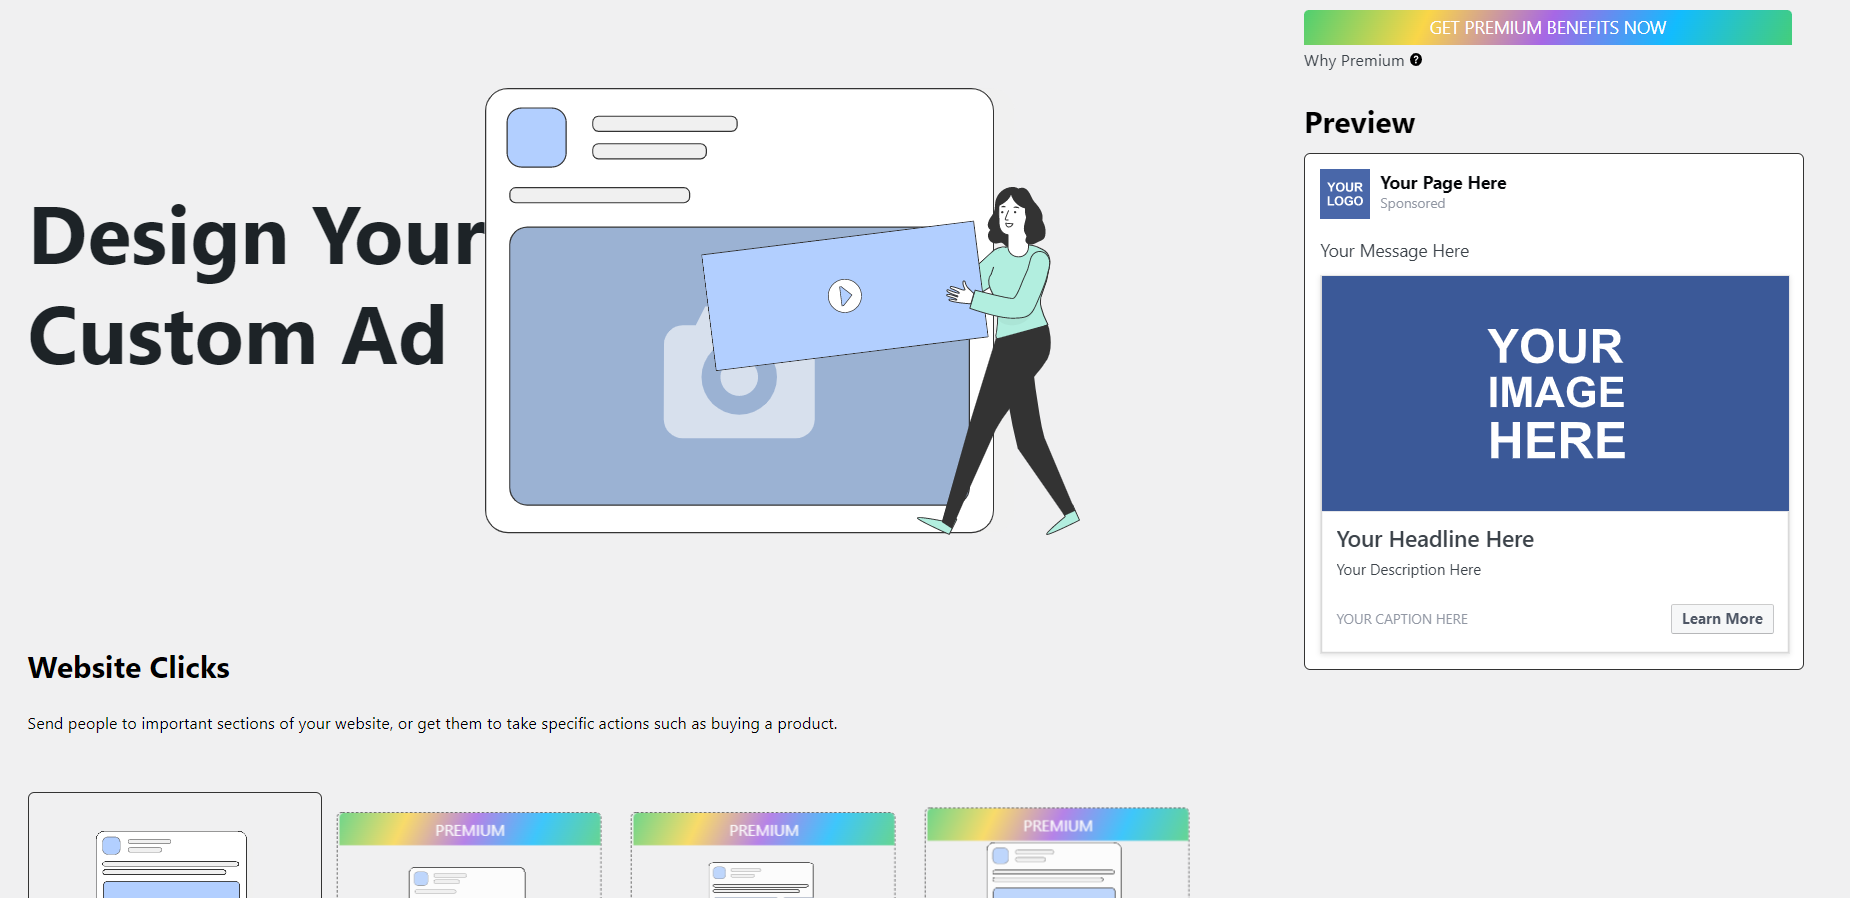 GET PREMIUM BENEFITS NOW
Why Premium
Design Your
Custom Ad
Preview
YOUR
LOGO
Your Page Here
Sponsored
Your Message Here
YOUR
IMAGE
HERE
Your Headline Here
Your Description Here
YOUR CAPTION HERE
Learn More
Website Clicks
Send people to important sections of your website, or get them to take specific actions such as buying a product.
PREMIUM
PREMIUM
PREMIUM